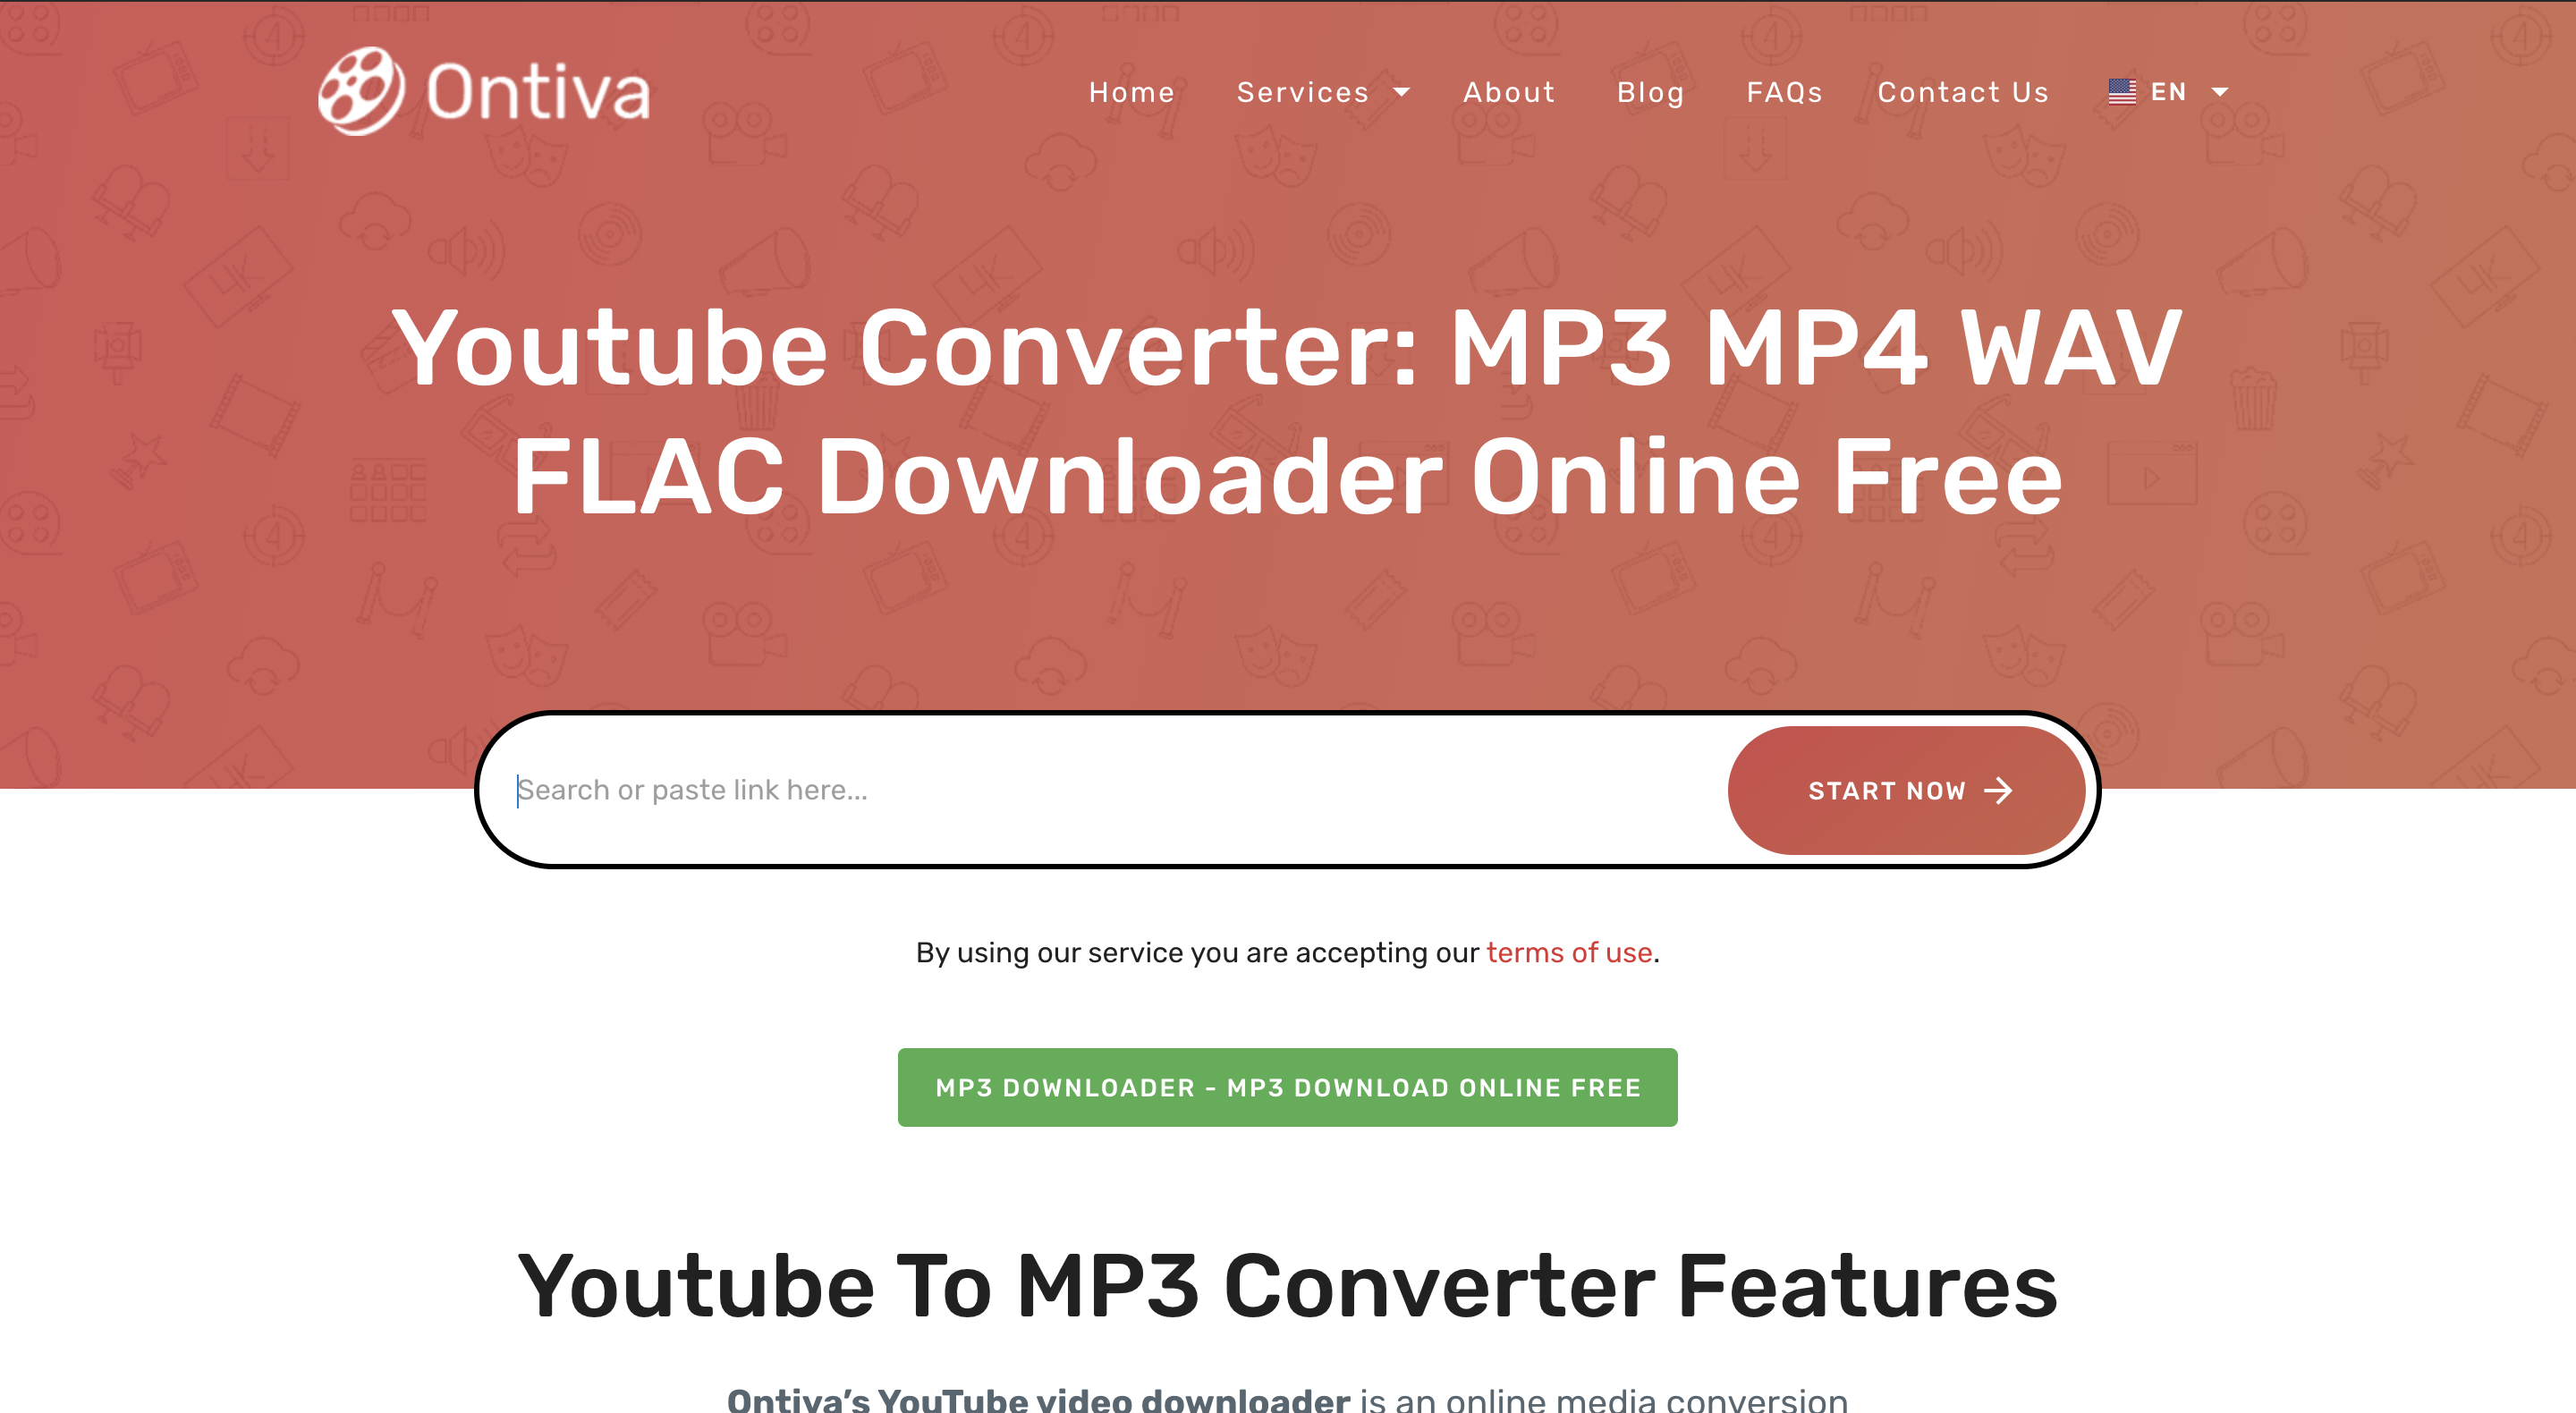 Ontiva
Home Services About Blog FAQs Contact Us EN
Youtube Converter: MP3 MP4 WAV
FLAC Downloader Online Free
Search or paste link here...
START NOW
By using our service you are accepting our terms of use.
MP3 DOWNLOADER - MP3 DOWNLOAD ONLINE FREE
Youtube To MP3 Converter Features
Ontiva’s YouTube video downloader is an online media conversion